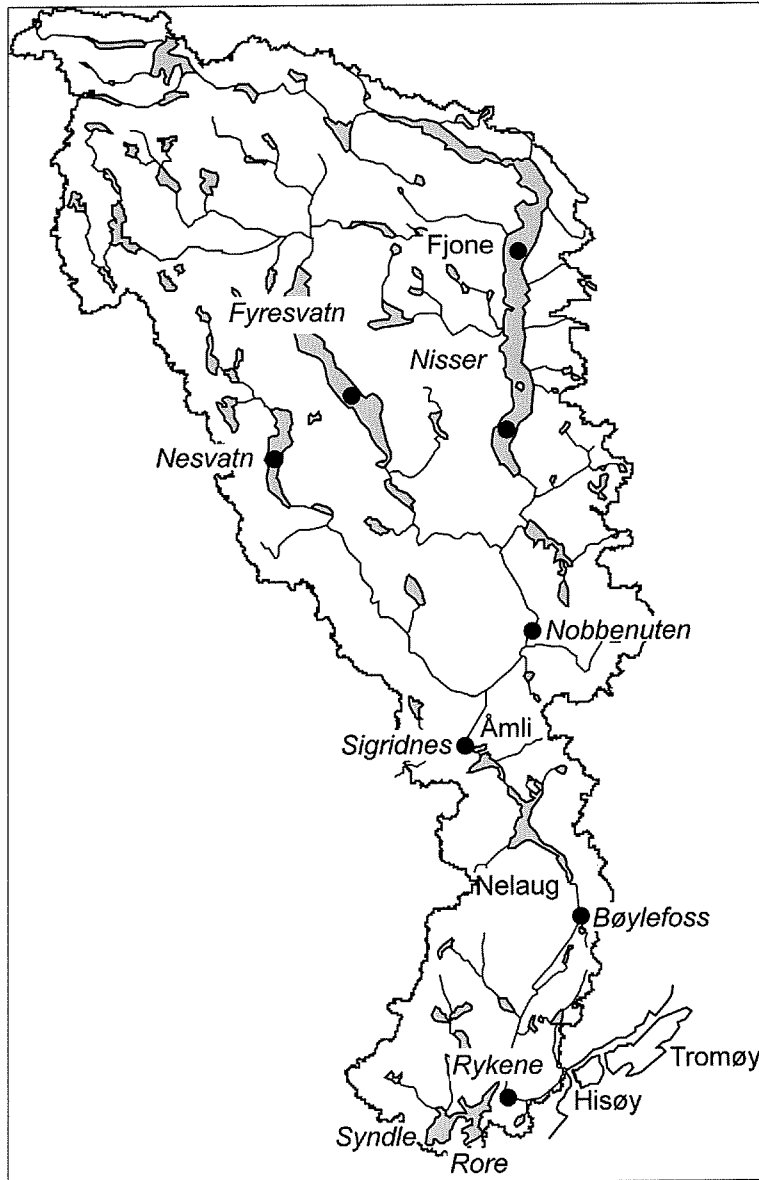 Fjone
Fyresvatn
Nisser
Nesvatn
Nobbenuten
Åmli
Sigridnes
Nelaug
Bøylefoss
Rykene
Tromøy
Hisøy
Syndle
Rore